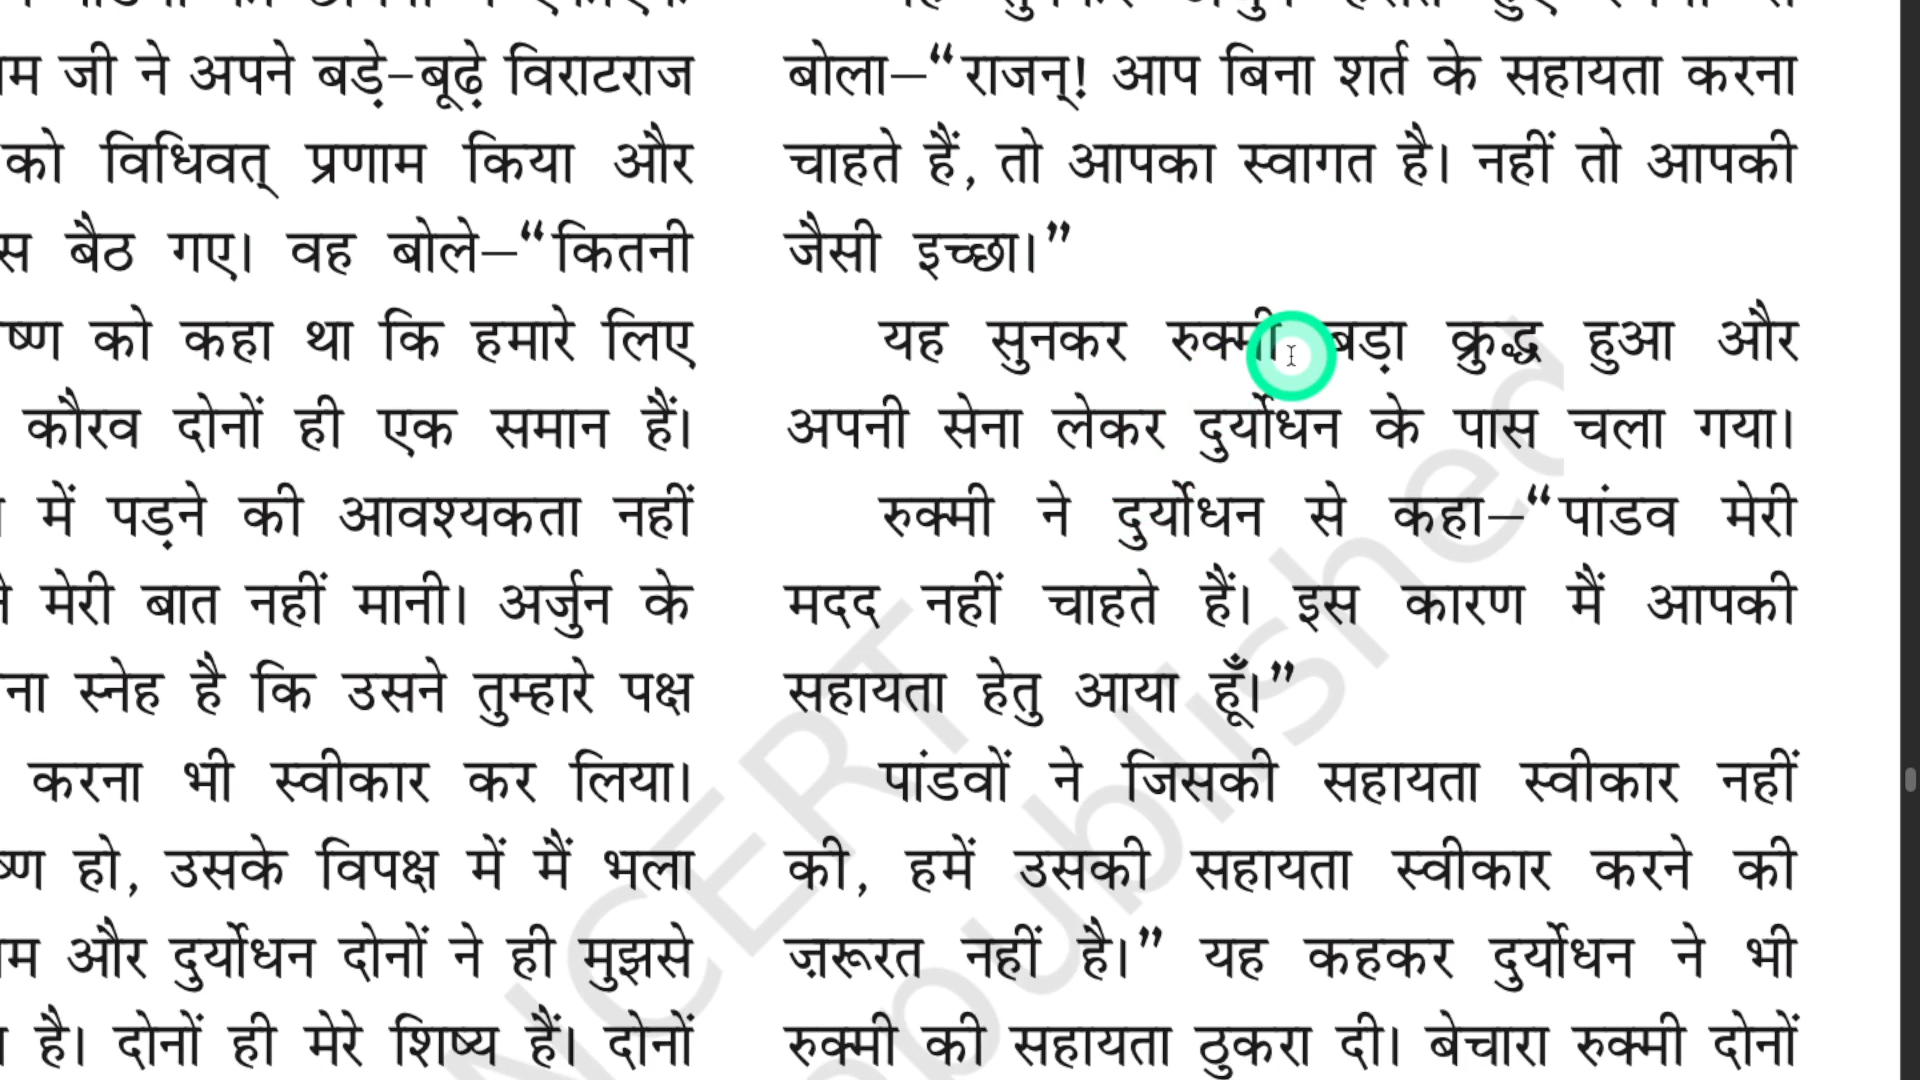 जी ने अपने बड़े-बूढ़े विराटराज
को विधिवत् प्रणाम किया और
बैठ गए। वह बोले–“कितनी
को कहा था कि हमारे लिए
कौरव दोनों ही एक समान हैं।
में पड़ने की आवश्यकता नहीं
मेरी बात नहीं मानी। अर्जुन के
स्नेह है कि उसने तुम्हारे पक्ष
करना भी स्वीकार कर लिया।
हो, उसके विपक्ष में मैं भला
और दुर्योधन दोनों ने ही मुझसे
है। दोनों ही मेरे शिष्य हैं। दोनों
बोला–“राजन्! आप बिना शर्त के सहायता करना
चाहते हैं, तो आपका स्वागत है। नहीं तो आपकी
जैसी इच्छा।”
यह सुनकर रुक्मी बड़ा क्रुद्ध हुआ और
अपनी सेना लेकर दुर्योधन के पास चला गया।
रुक्मी ने दुर्योधन से कहा–“पांडव मेरी
मदद नहीं चाहते हैं। इस कारण मैं आपकी
सहायता हेतु आया हूँ।”
पांडवों ने जिसकी सहायता स्वीकार नहीं
की, हमें उसकी सहायता स्वीकार करने की
ज़रूरत नहीं है।” यह कहकर दुर्योधन ने भी
रुक्मी की सहायता ठुकरा दी। बेचारा रुक्मी दोनों
NCERT
published